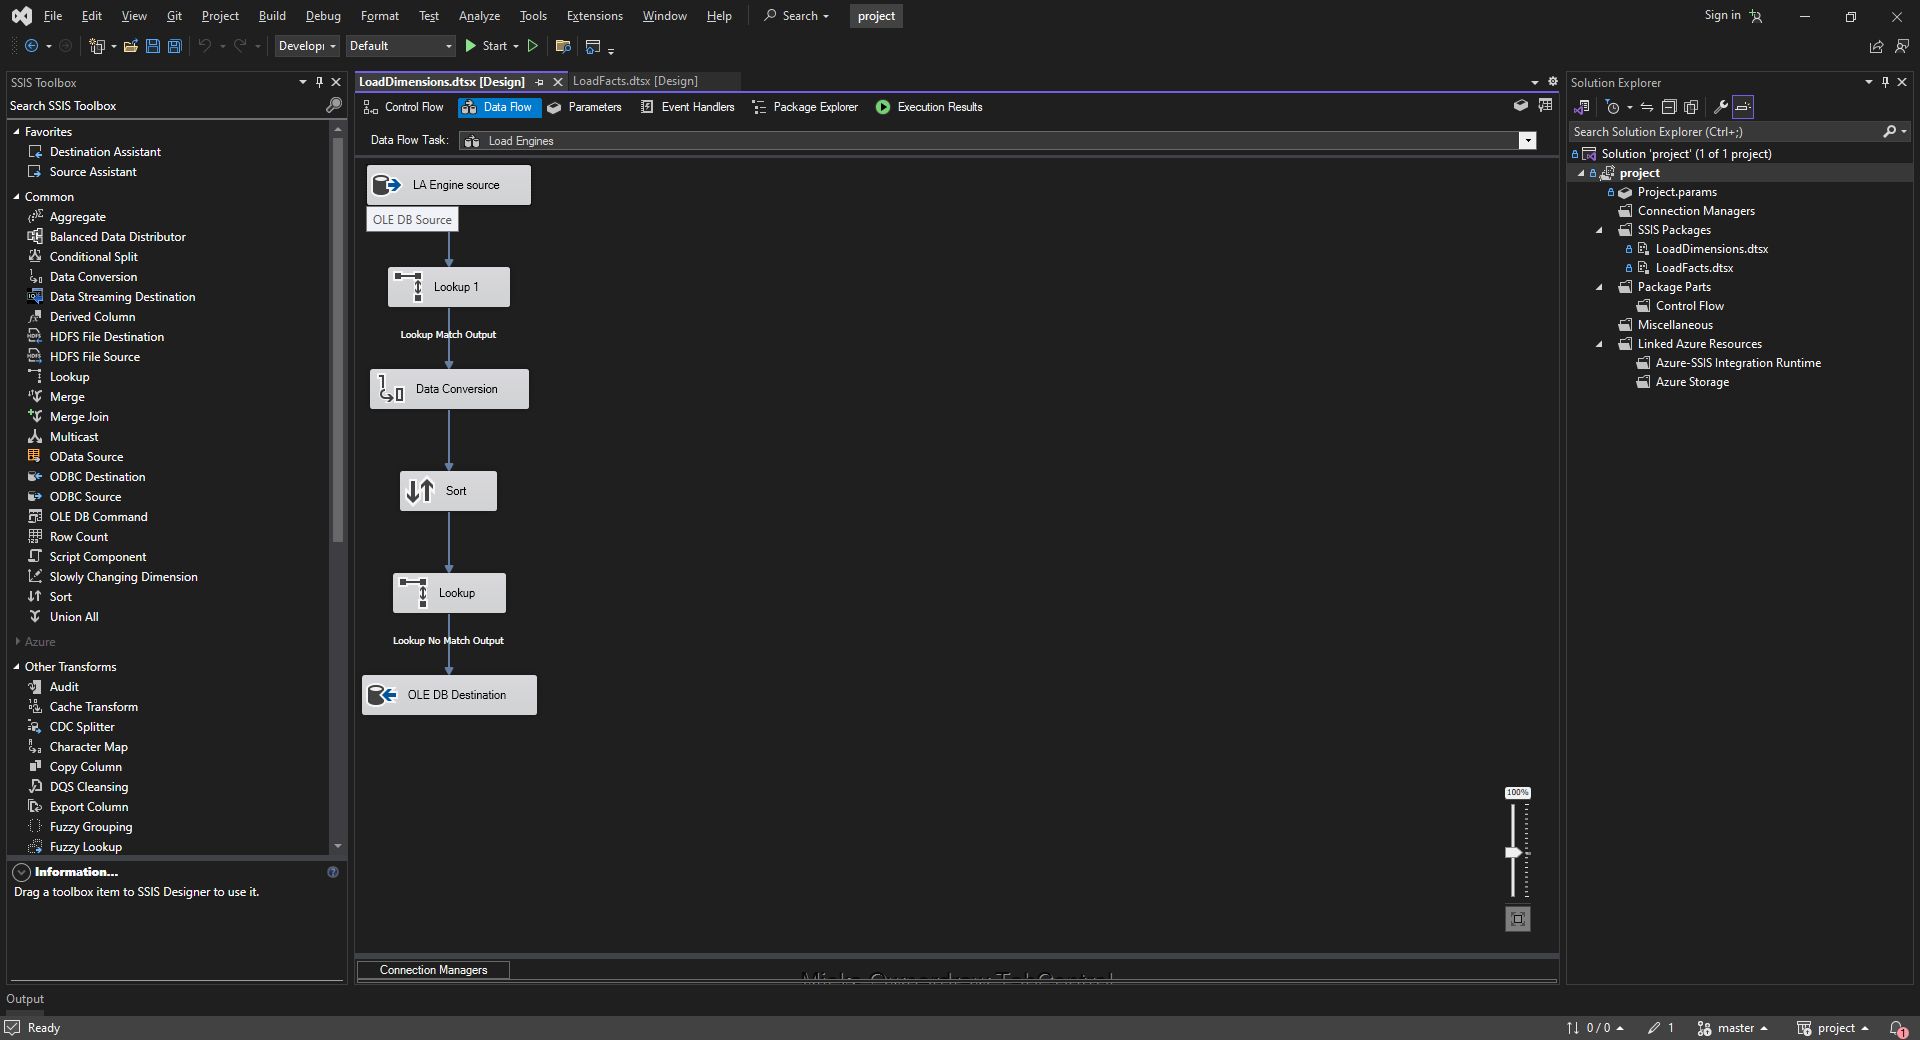 File Edit View Git Project Build Debug Format Test Analyze Tools Extensions Window Help Search project Sign in
Developı Default Start
SSIS Toolbox
Search SSIS Toolbox
Favorites
Destination Assistant
Source Assistant
Common
Aggregate
Balanced Data Distributor
Conditional Split
Data Conversion
Data Streaming Destination
Derived Column
HDFS File Destination
HDFS File Source
Lookup
Merge
Merge Join
Multicast
OData Source
ODBC Destination
ODBC Source
OLE DB Command
Row Count
Script Component
Slowly Changing Dimension
Sort
Union All
Azure
Other Transforms
Audit
Cache Transform
CDC Splitter
Character Map
Copy Column
DQS Cleansing
Export Column
Fuzzy Grouping
Fuzzy Lookup
Information...
Drag a toolbox item to SSIS Designer to use it.
LoadDimensions.dtsx [Design] LoadFacts.dtsx [Design]
Control Flow Data Flow Parameters Event Handlers Package Explorer Execution Results
Data Flow Task: Load Engines
LA Engine source
OLE DB Source
Lookup 1
Lookup Match Output
Data Conversion
Sort
Lookup
Lookup No Match Output
OLE DB Destination
100%
Connection Managers
Solution Explorer
Search Solution Explorer (Ctrl+;)
Solution 'project' (1 of 1 project)
project
Project.params
Connection Managers
SSIS Packages
LoadDimensions.dtsx
LoadFacts.dtsx
Package Parts
Control Flow
Miscellaneous
Linked Azure Resources
Azure-SSIS Integration Runtime
Azure Storage
Output
Ready 0 / 0 1 master project 1